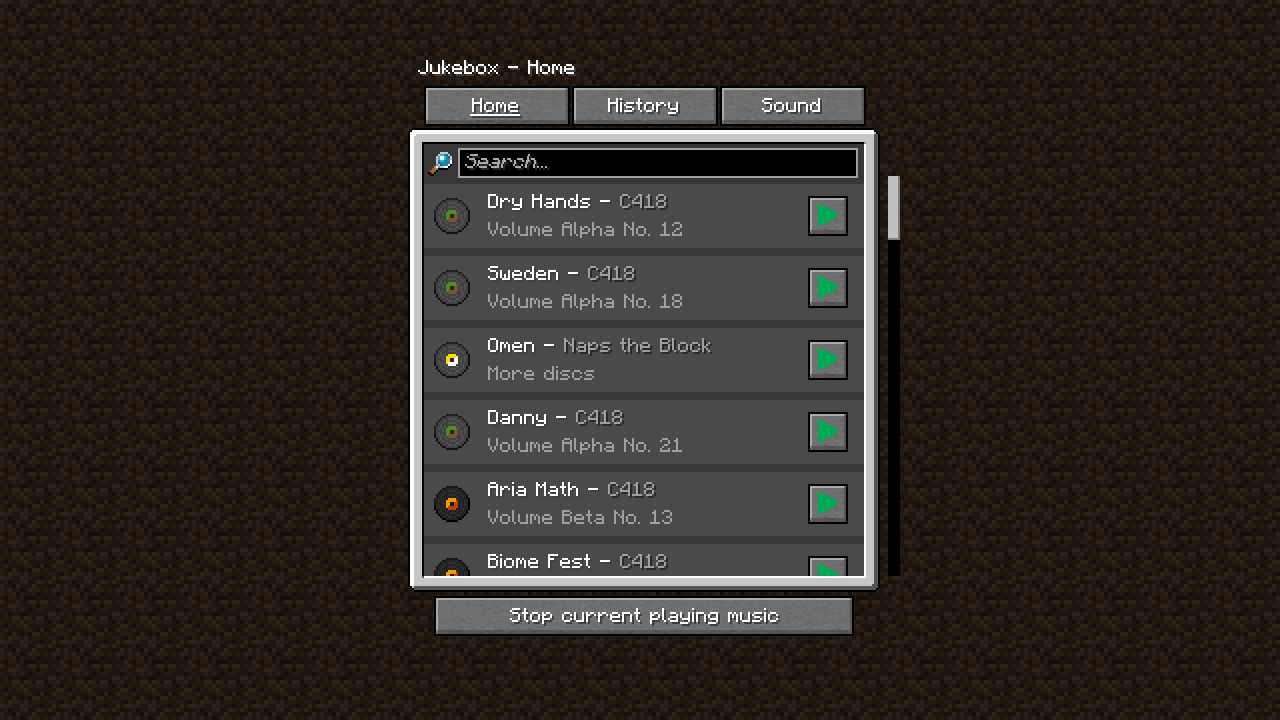 Jukebox - Home
Home
History
Sound
Search...
Dry Hands - C418
Volume Alpha No. 12
Sweden - C418
Volume Alpha No. 18
Omen - Naps the Block
More discs
Danny - C418
Volume Alpha No. 21
Aria Math - C418
Volume Beta No. 13
Biome Fest - C418
Stop current playing music